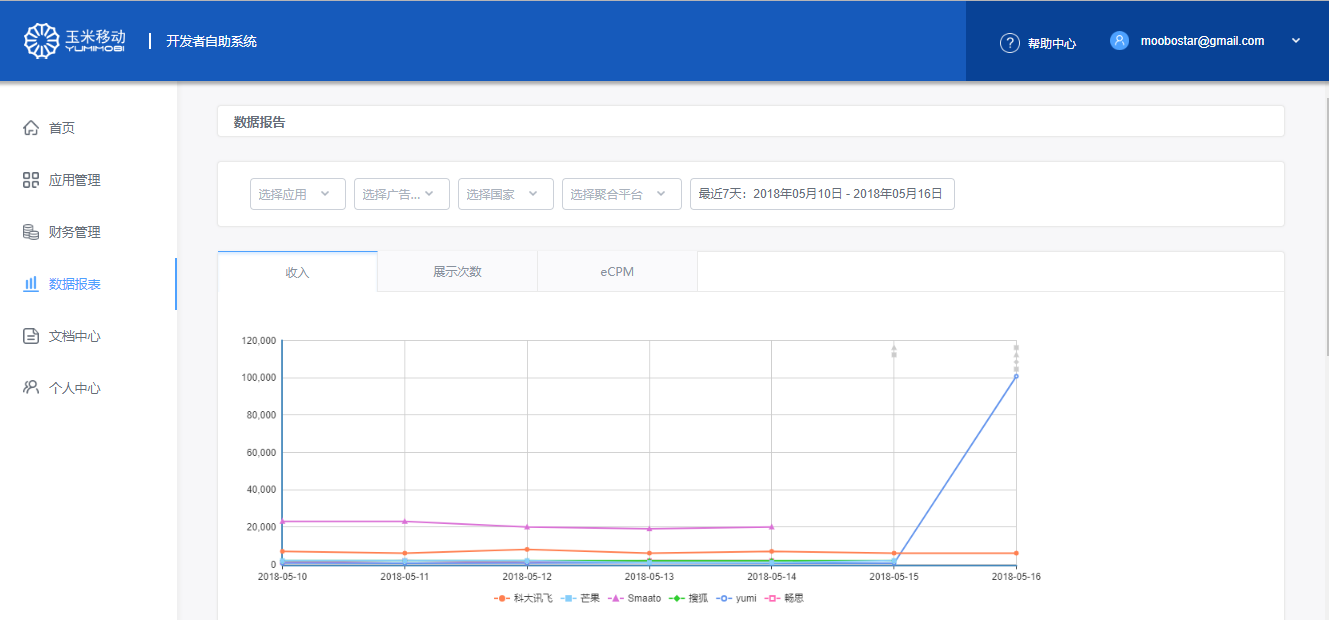 玉米移动
YUMIMOBI
开发者自助系统
? 帮助中心
moobostar@gmail.com
首页
应用管理
财务管理
数据报表
文档中心
个人中心
数据报告
选择应用 选择广告... 选择国家 选择聚合平台 最近7天：2018年05月10日 - 2018年05月16日
收入 展示次数 eCPM
120,000
100,000
80,000
60,000
40,000
20,000
0
2018-05-10 2018-05-11 2018-05-12 2018-05-13 2018-05-14 2018-05-15 2018-05-16
科大讯飞 芒果 Smaato 搜狐 yumi 畅思